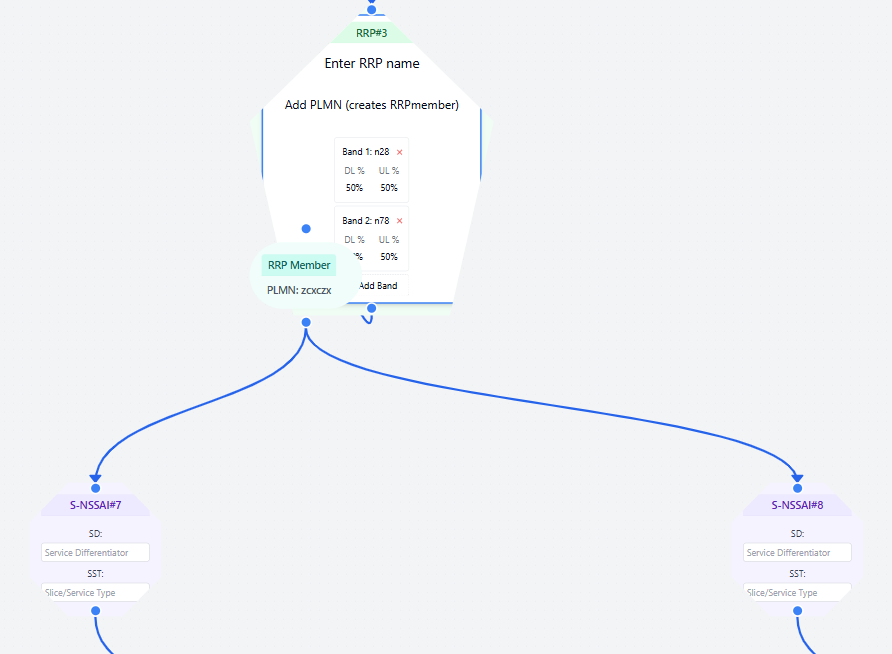 RRP#3
Enter RRP name
Add PLMN (creates RRPmember)
Band 1: n28 ×
DL % UL %
50% 50%
Band 2: n78 ×
DL % UL %
% 50%
Add Band
RRP Member
PLMN: zcxczx
S-NSSAI#7
SD:
Service Differentiator
SST:
Slice/Service Type
S-NSSAI#8
SD:
Service Differentiator
SST:
Slice/Service Type